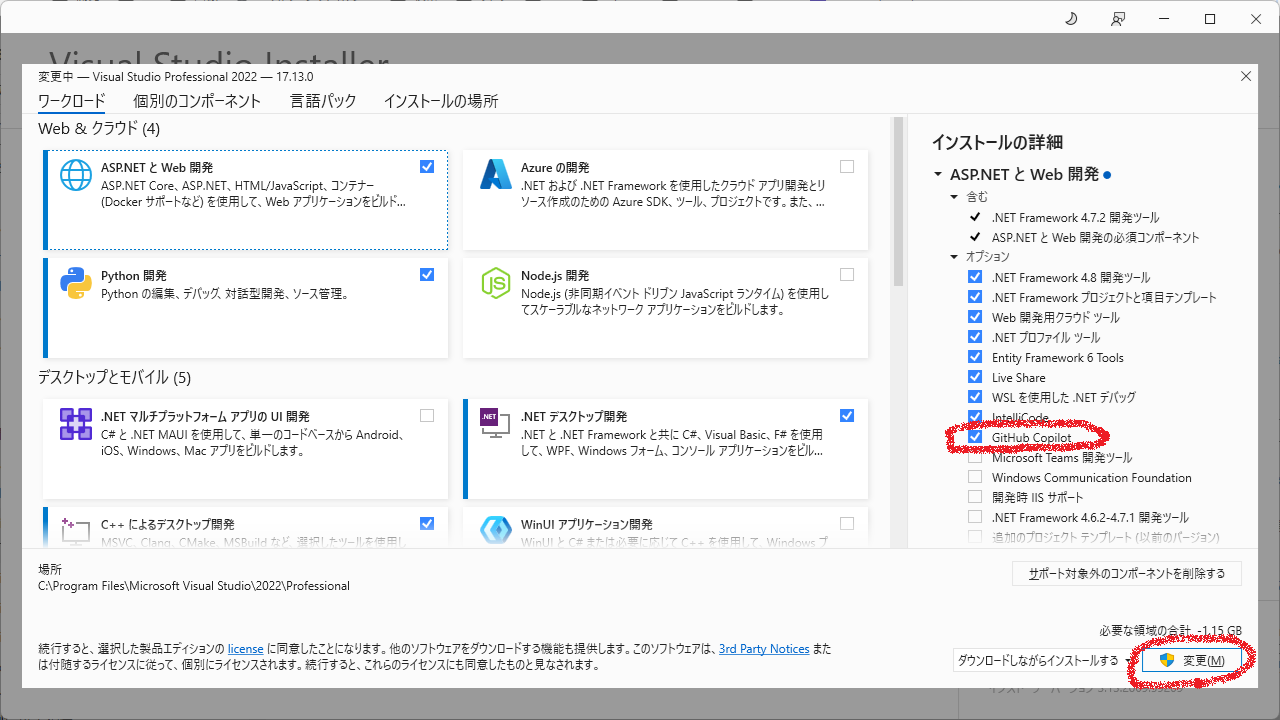 Visual Studio Installer
変更中 — Visual Studio Professional 2022 — 17.13.0
ワークロード 個別のコンポーネント 言語パック インストールの場所
Web & クラウド (4)
ASP.NET と Web 開発
ASP.NET Core、ASP.NET、HTML/JavaScript、コンテナー
(Docker サポートなど) を使用して、Web アプリケーションをビルド...
Azure の開発
.NET および .NET Framework を使用したクラウド アプリ開発とリ
ソース作成のための Azure SDK、ツール、プロジェクトです。また、...
Python 開発
Python の編集、デバッグ、対話型開発、ソース管理。
Node.js 開発
Node.js (非同期イベント ドリブン JavaScript ランタイム) を使用し
てスケーラブルなネットワーク アプリケーションをビルドします。
デスクトップとモバイル (5)
.NET マルチプラットフォーム アプリの UI 開発
C# と .NET MAUI を使用して、単一のコードベースから Android、
iOS、Windows、Mac アプリをビルドします。
.NET
.NET デスクトップ開発
.NET と .NET Framework と共に C#、Visual Basic、F# を使用
して、WPF、Windows フォーム、コンソール アプリケーションをビル...
C++ によるデスクトップ開発
MSVC、Clang、CMake、MSBuild など、選択したツールを使用し
WinUI アプリケーション開発
WinUI と C# または必要に応じて C++ を使用して、Windows プ
インストールの詳細
ASP.NET と Web 開発
含む
.NET Framework 4.7.2 開発ツール
ASP.NET と Web 開発の必須コンポーネント
オプション
.NET Framework 4.8 開発ツール
.NET Framework プロジェクトと項目テンプレート
Web 開発用クラウド ツール
.NET プロファイル ツール
Entity Framework 6 Tools
Live Share
WSL を使用した .NET デバッグ
IntelliCode
GitHub Copilot
Microsoft Teams 開発ツール
Windows Communication Foundation
開発時 IIS サポート
.NET Framework 4.6.2-4.7.1 開発ツール
追加のプロジェクト テンプレート (以前のバージョン)
場所
C:\Program Files\Microsoft Visual Studio\2022\Professional
サポート対象外のコンポーネントを削除する
必要な領域の合計 -1.15 GB
続行すると、選択した製品エディションの license に同意したことになります。他のソフトウェアをダウンロードする機能も提供します。このソフトウェアは、3rd Party Notices また
は付随するライセンスに従って、個別にライセンスされます。続行すると、これらのライセンスにも同意したものと見なされます。
ダウンロードしながらインストールする
変更(M)